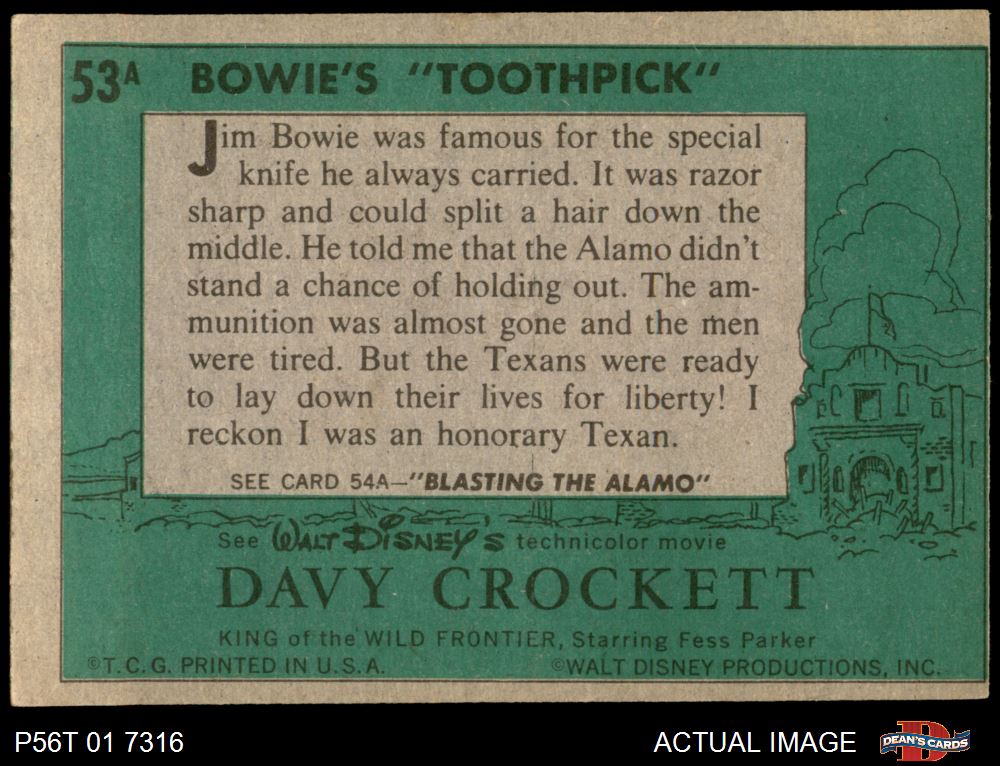 53A BOWIE'S "TOOTHPICK"
Jim Bowie was famous for the special
knife he always carried. It was razor
sharp and could split a hair down the
middle. He told me that the Alamo didn't
stand a chance of holding out. The am-
munition was almost gone and the men
were tired. But the Texans were ready
to lay down their lives for liberty! I
reckon I was an honorary Texan.
SEE CARD 54A—"BLASTING THE ALAMO"
See WALT DISNEY'S technicolor movie
DAVY CROCKETT
KING of the WILD FRONTIER, Starring Fess Parker
©T.C.G. PRINTED IN U.S.A. ©WALT DISNEY PRODUCTIONS, INC.
P56T 01 7316 ACTUAL IMAGE DEAN'S CARDS